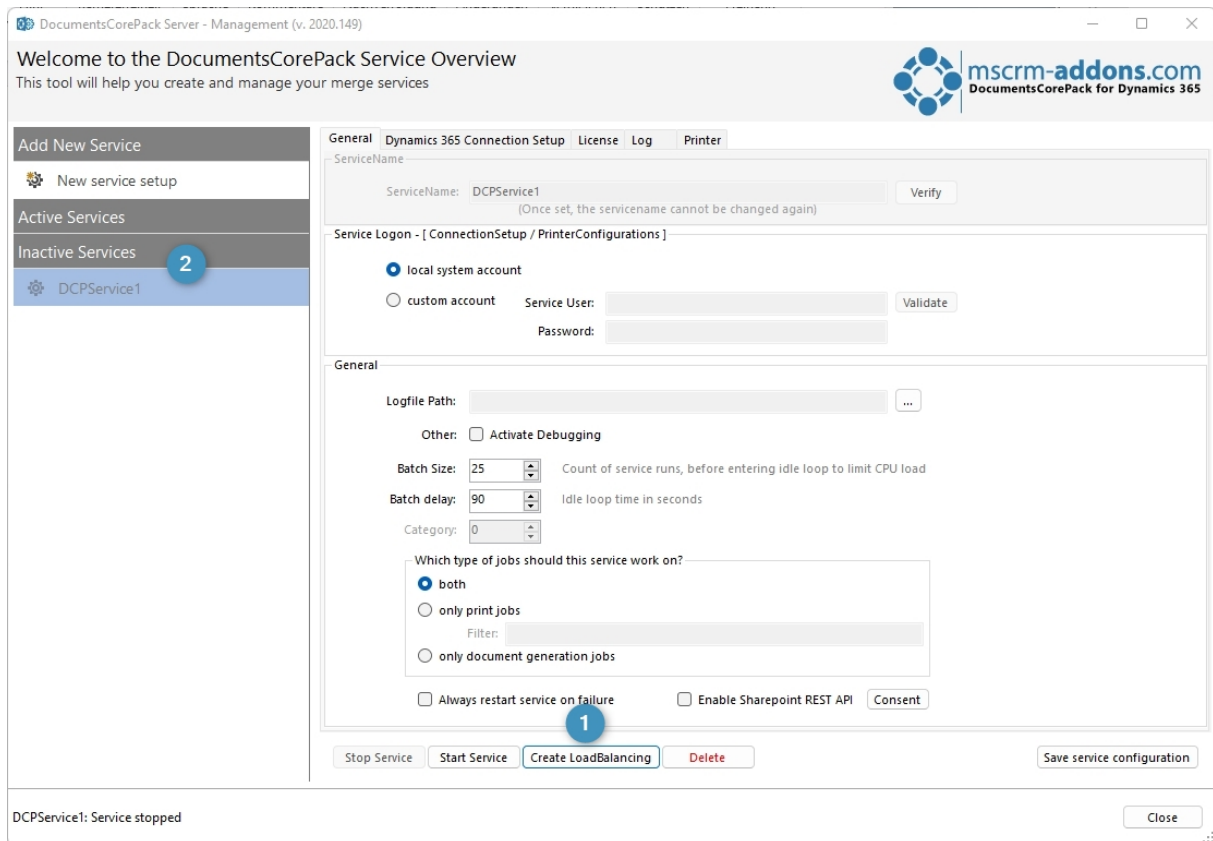 DocumentsCorePack Server - Management (v. 2020.149)
Welcome to the DocumentsCorePack Service Overview
This tool will help you create and manage your merge services
mscrm-addons.com
DocumentsCorePack for Dynamics 365
Add New Service
New service setup
Active Services
Inactive Services
2
DCPService1
General Dynamics 365 Connection Setup License Log Printer
ServiceName
ServiceName: DCPService1 Verify
(Once set, the servicename cannot be changed again)
Service Logon - [ ConnectionSetup / PrinterConfigurations ]
local system account
custom account Service User: Validate
Password:
General
Logfile Path: ...
Other: Activate Debugging
Batch Size: 25 Count of service runs, before entering idle loop to limit CPU load
Batch delay: 90 Idle loop time in seconds
Category: 0
Which type of jobs should this service work on?
both
only print jobs
Filter:
only document generation jobs
Always restart service on failure Enable Sharepoint REST API Consent
1
Stop Service Start Service Create LoadBalancing Delete Save service configuration
DCPService1: Service stopped Close